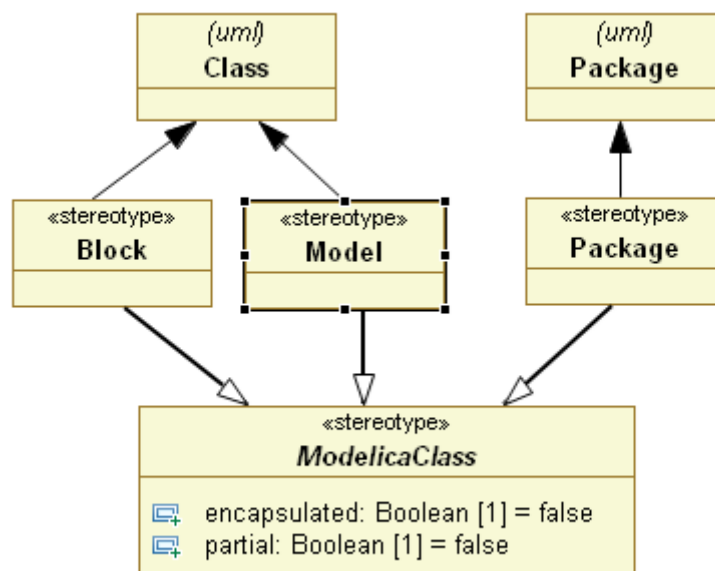 (uml)
Class
(uml)
Package
«stereotype»
Block
«stereotype»
Model
«stereotype»
Package
«stereotype»
ModelicaClass
encapsulated: Boolean [1] = false
partial: Boolean [1] = false